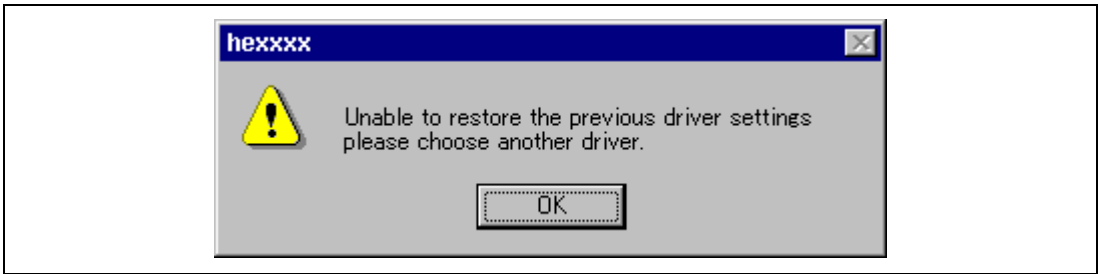 hexxxx
Unable to restore the previous driver settings
please choose another driver.
OK